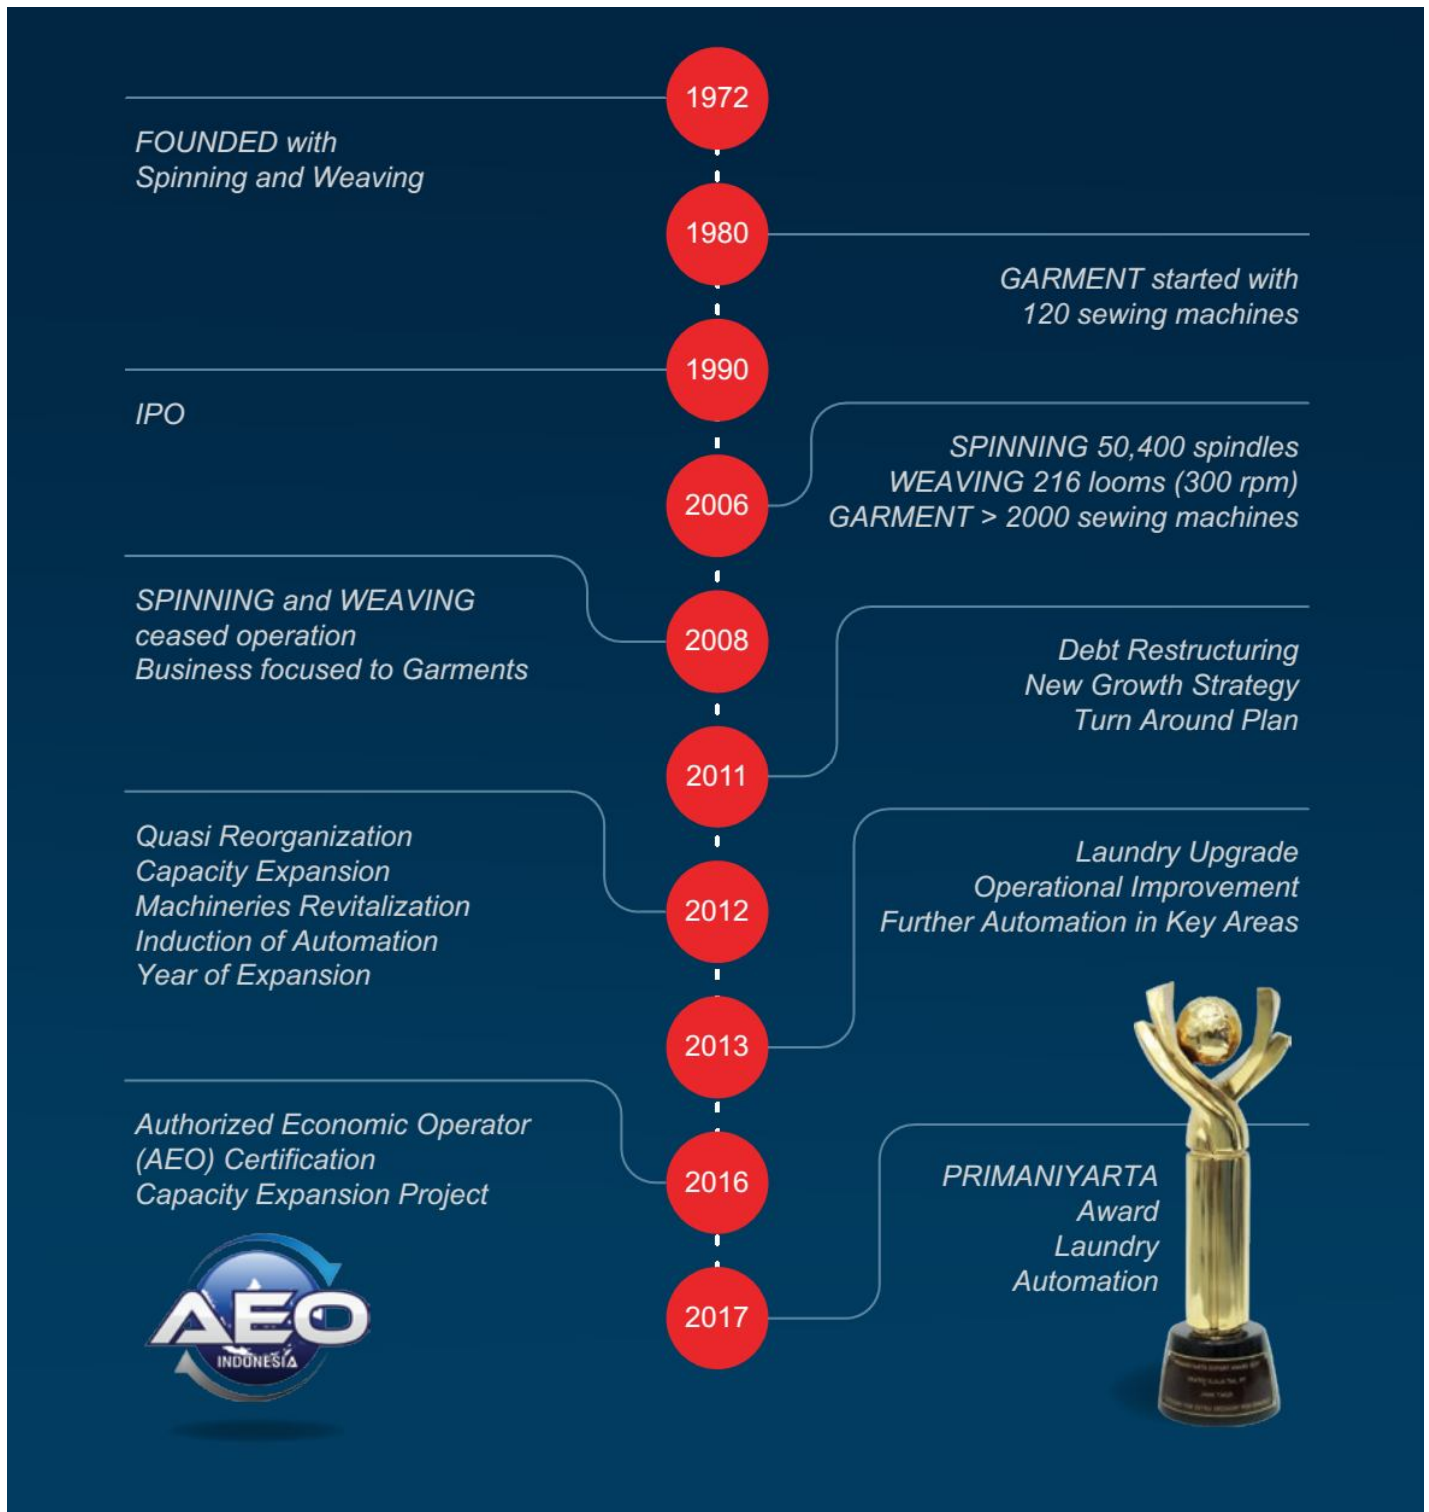 1972
FOUNDED with
Spinning and Weaving
1980
GARMENT started with
120 sewing machines
1990
IPO
2006
SPINNING 50,400 spindles
WEAVING 216 looms (300 rpm)
GARMENT > 2000 sewing machines
2008
SPINNING and WEAVING
ceased operation
Business focused to Garments
2011
Debt Restructuring
New Growth Strategy
Turn Around Plan
2012
Quasi Reorganization
Capacity Expansion
Machineries Revitalization
Induction of Automation
Year of Expansion
2013
Laundry Upgrade
Operational Improvement
Further Automation in Key Areas
2016
Authorized Economic Operator
(AEO) Certification
Capacity Expansion Project
AEO
INDONESIA
2017
PRIMANIYARTA
Award
Laundry
Automation